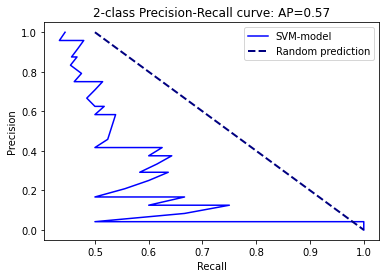 2-class Precision-Recall curve: AP=0.57
SVM-model
Random prediction
Precision
1.0
0.8
0.6
0.4
0.2
0.0
0.5 0.6 0.7 0.8 0.9 1.0
Recall